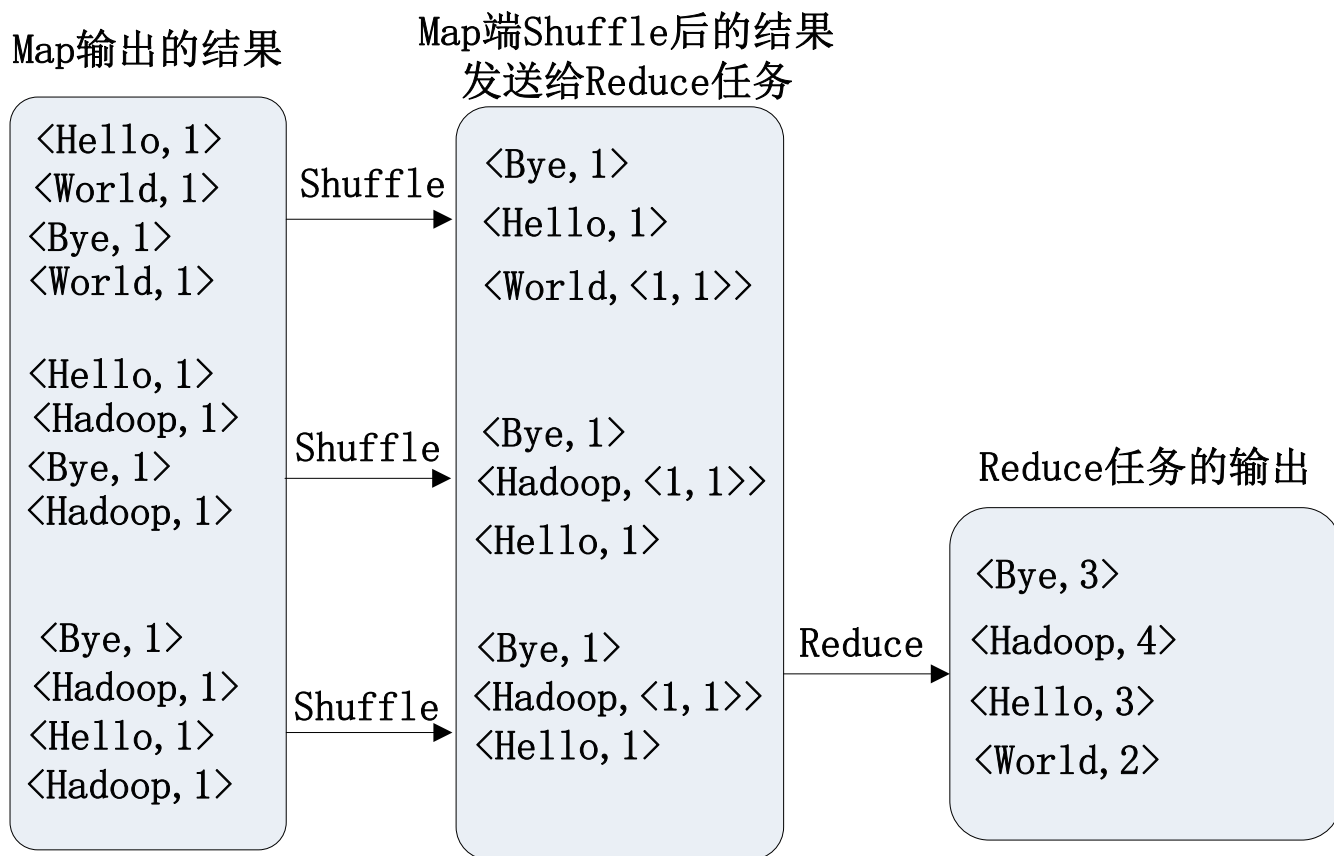 Map输出的结果
<Hello,1>
<World,1>
<Bye,1>
<World,1>
<Hello,1>
<Hadoop,1>
<Bye,1>
<Hadoop,1>
<Bye,1>
<Hadoop,1>
<Hello,1>
<Hadoop,1>
Shuffle
Shuffle
Shuffle
Map端Shuffle后的结果
发送给Reduce任务
<Bye,1>
<Hello,1>
<World,<1,1>>
<Bye,1>
<Hadoop,<1,1>>
<Hello,1>
<Bye,1>
<Hadoop,<1,1>>
<Hello,1>
Reduce
Reduce任务的输出
<Bye,3>
<Hadoop,4>
<Hello,3>
<World,2>